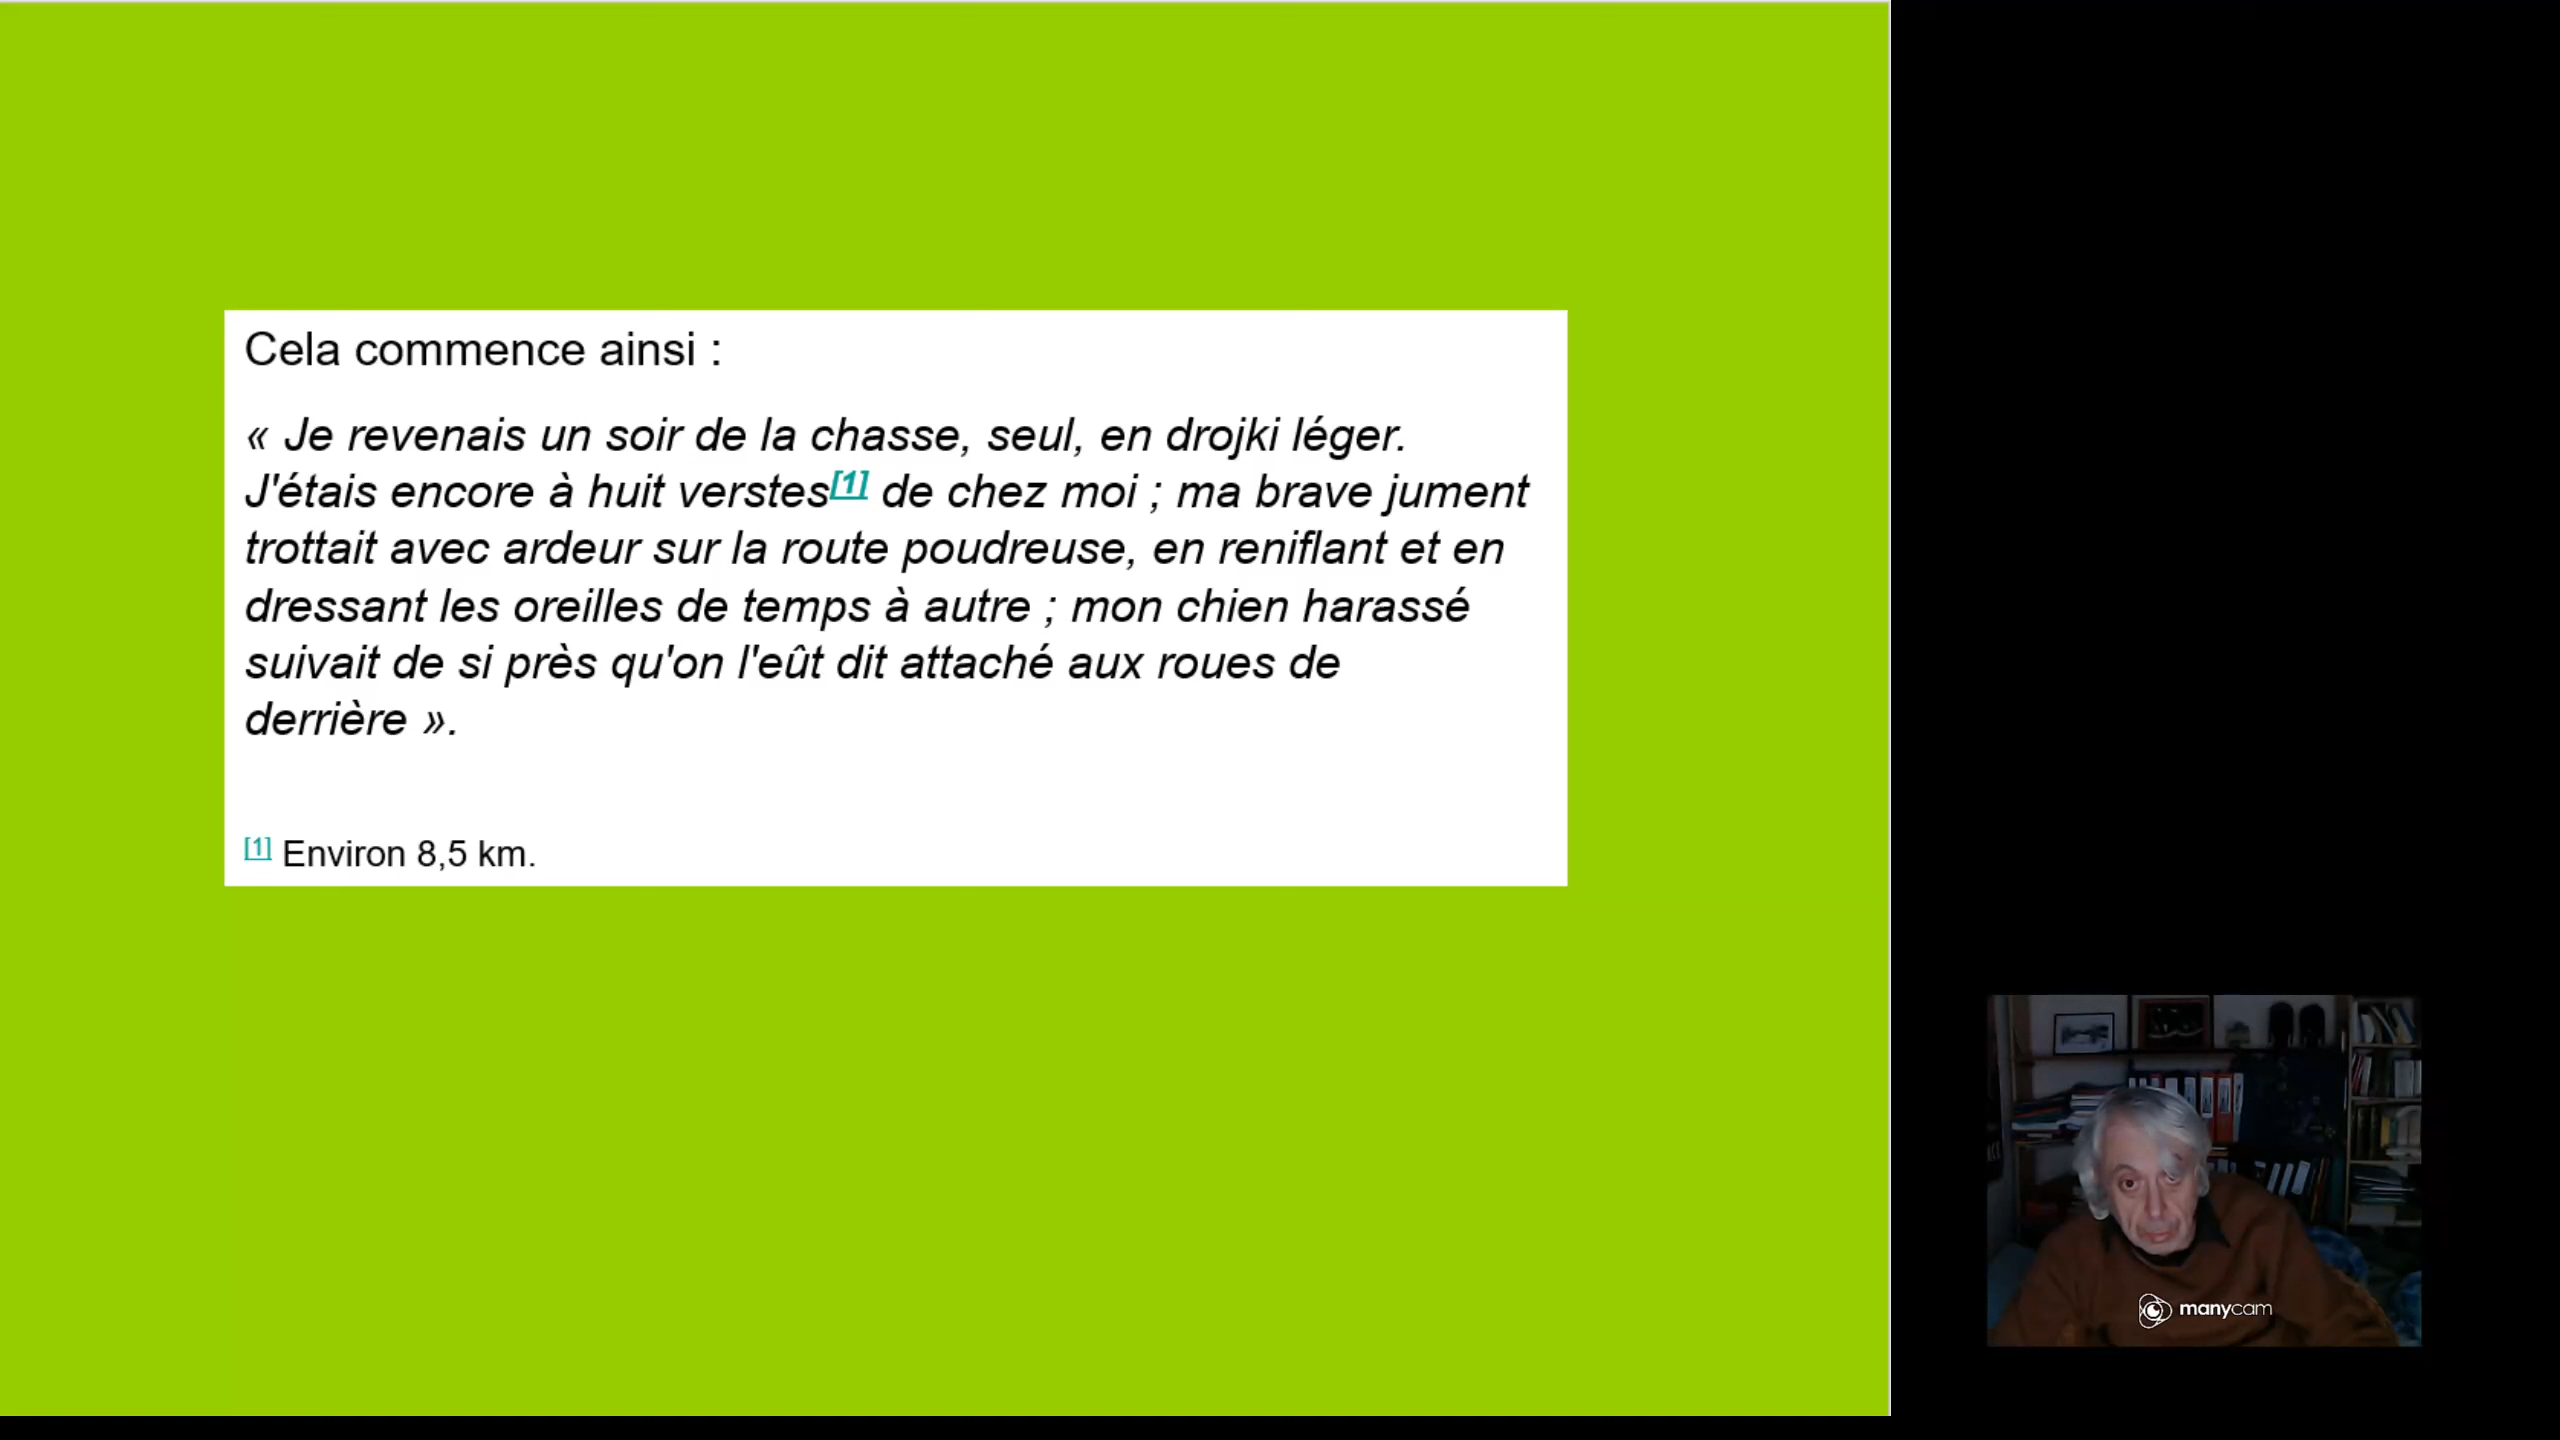 Cela commence ainsi :
« Je revenais un soir de la chasse, seul, en drojki léger.
J'étais encore à huit verstes[1] de chez moi ; ma brave jument
trottait avec ardeur sur la route poudreuse, en reniflant et en
dressant les oreilles de temps à autre ; mon chien harassé
suivait de si près qu'on l'eût dit attaché aux roues de
derrière ».
[1] Environ 8,5 km.
manycam